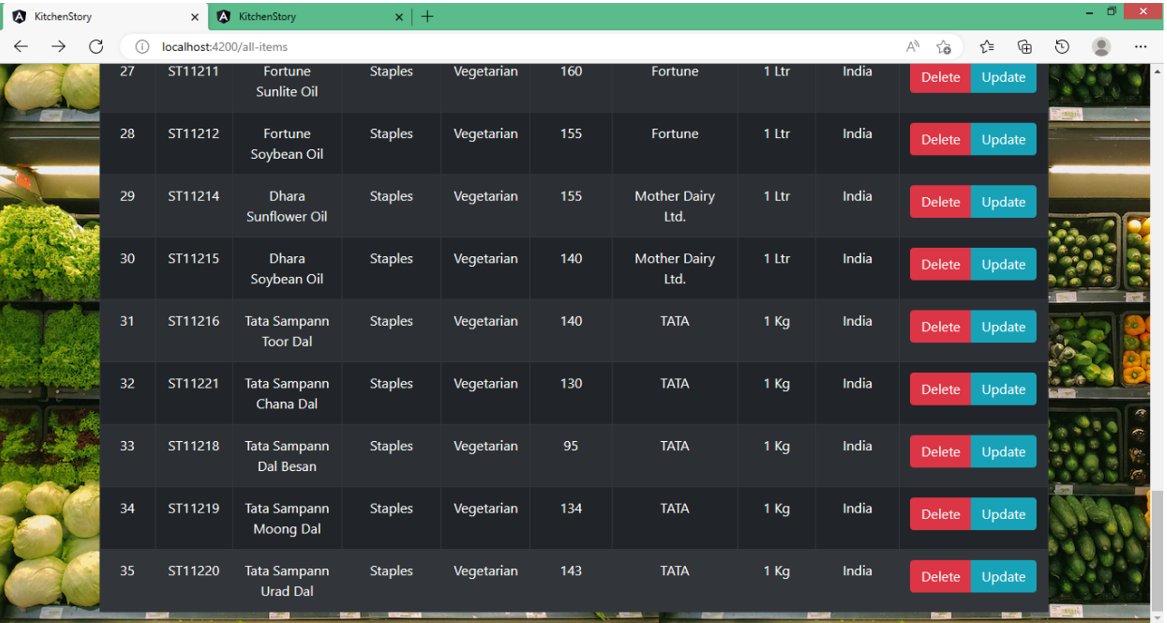 KitchenStory KitchenStory
localhost:4200/all-items
27 ST11211 Fortune Staples Vegetarian 160 Fortune 1 Ltr India Delete Update
Sunlite Oil
28 ST11212 Fortune Staples Vegetarian 155 Fortune 1 Ltr India Delete Update
Soybean Oil
29 ST11214 Dhara Staples Vegetarian 155 Mother Dairy 1 Ltr India Delete Update
Sunflower Oil Ltd.
30 ST11215 Dhara Staples Vegetarian 140 Mother Dairy 1 Ltr India Delete Update
Soybean Oil Ltd.
31 ST11216 Tata Sampann Staples Vegetarian 140 TATA 1 Kg India Delete Update
Toor Dal
32 ST11221 Tata Sampann Staples Vegetarian 130 TATA 1 Kg India Delete Update
Chana Dal
33 ST11218 Tata Sampann Staples Vegetarian 95 TATA 1 Kg India Delete Update
Dal Besan
34 ST11219 Tata Sampann Staples Vegetarian 134 TATA 1 Kg India Delete Update
Moong Dal
35 ST11220 Tata Sampann Staples Vegetarian 143 TATA 1 Kg India Delete Update
Urad Dal